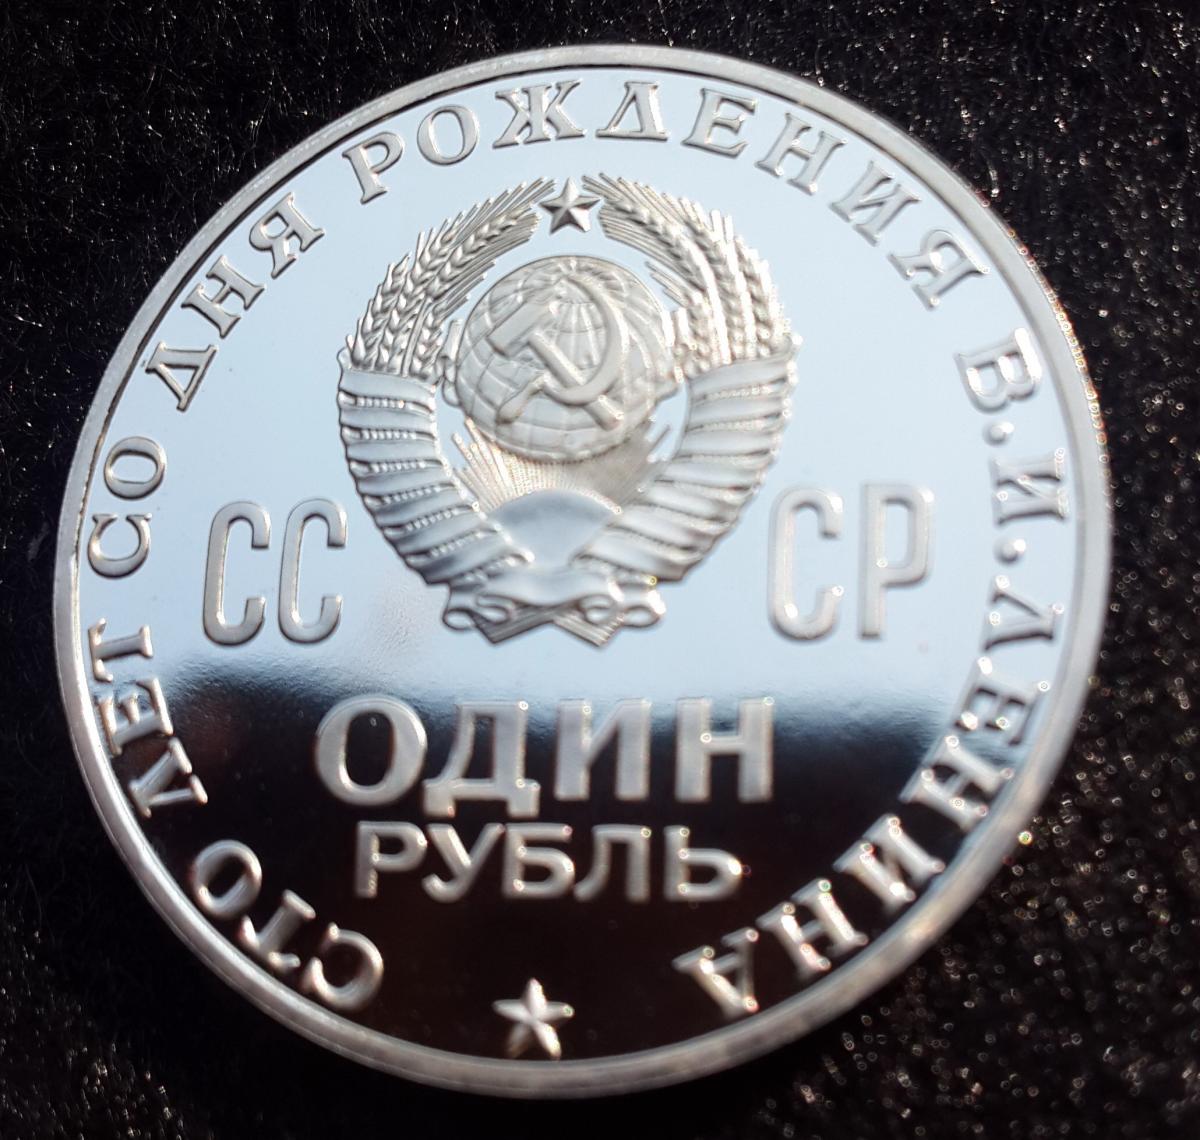 СТО ЛЕТ СО ДНЯ РОЖДЕНИЯ В.И.ЛЕНИНА
СС СР
ОДИН
РУБЛЬ